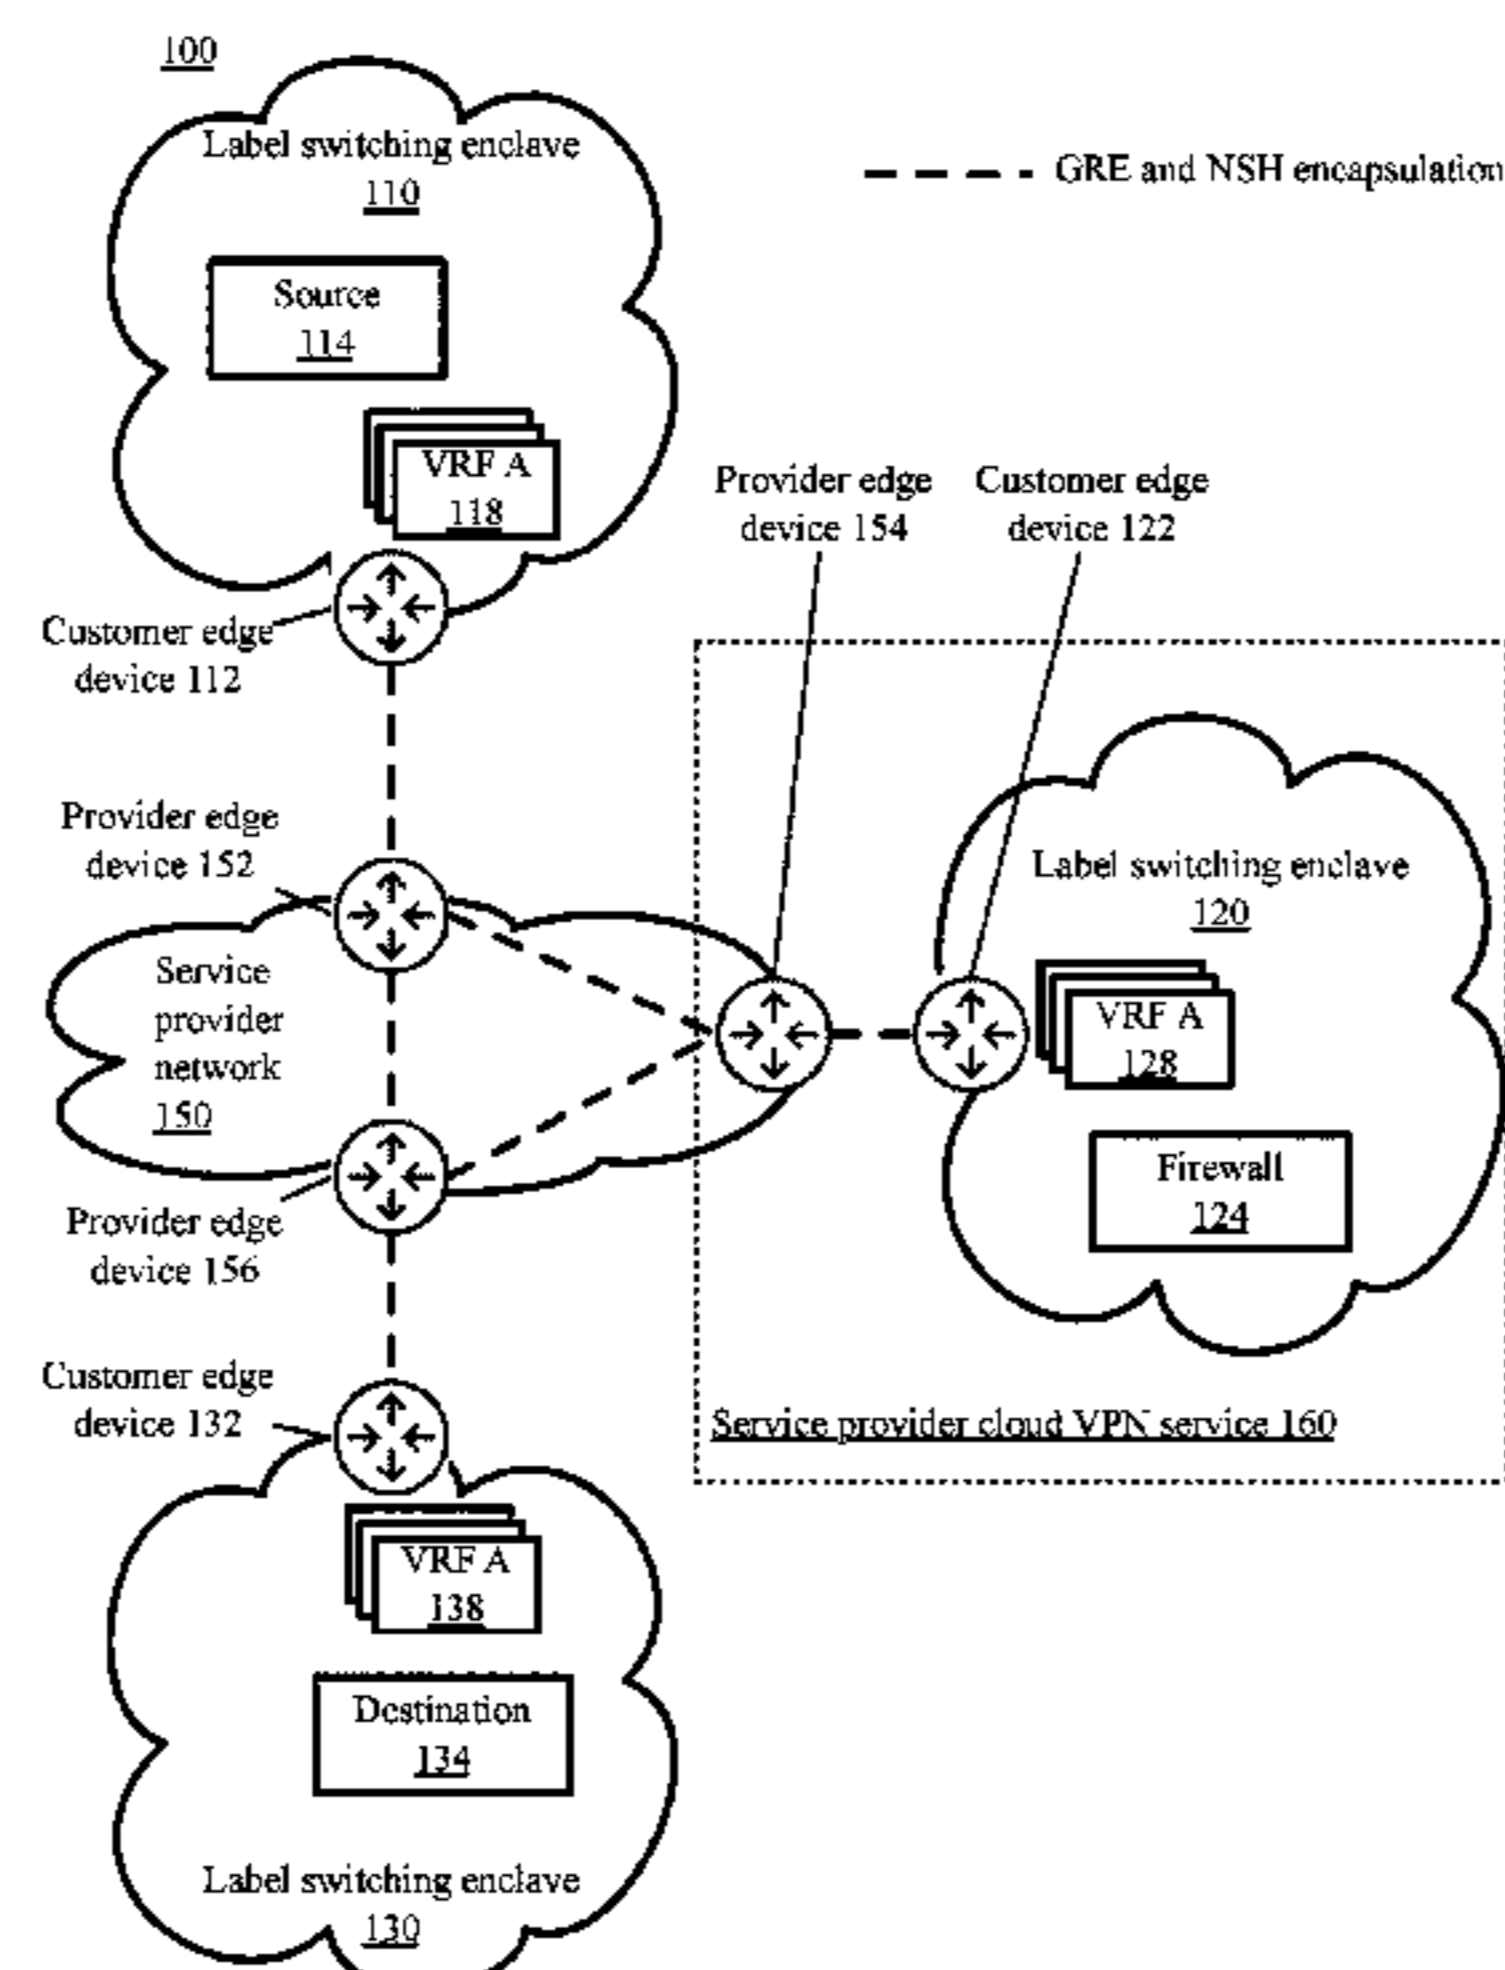 100
Label switching enclave
110
GRE and NSH encapsulation
Source
114
VRF A
118
Provider edge
device 154
Customer edge
device 122
Customer edge
device 112
Provider edge
device 152
Label switching enclave
120
Service
provider
network
150
VRF A
128
Firewall
124
Provider edge
device 156
Customer edge
device 132
Service provider cloud VPN service 160
VRF A
138
Destination
134
Label switching enclave
130